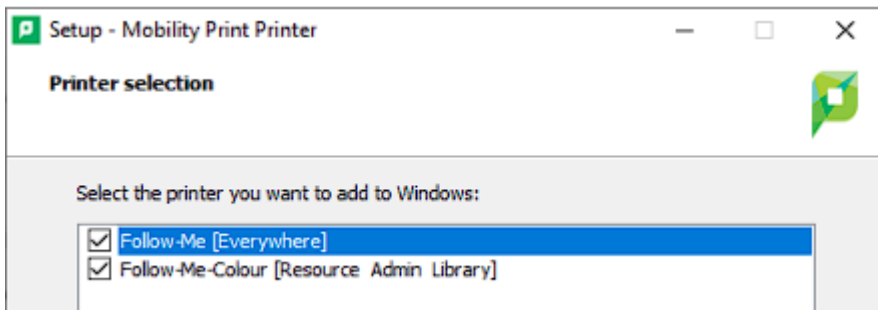 Setup - Mobility Print Printer
Printer selection
Select the printer you want to add to Windows:
Follow-Me [Everywhere]
Follow-Me-Colour [Resource Admin Library]